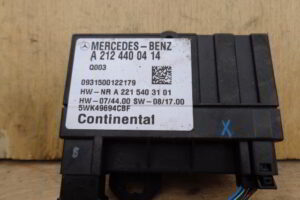 MERCEDES-BENZ
A 212 440 04 14
Q003
0931500122179
HW-NR A 221 540 31 01
HW-07/44.00 SW-08/17.00
5WK49694CBF
Continental
X